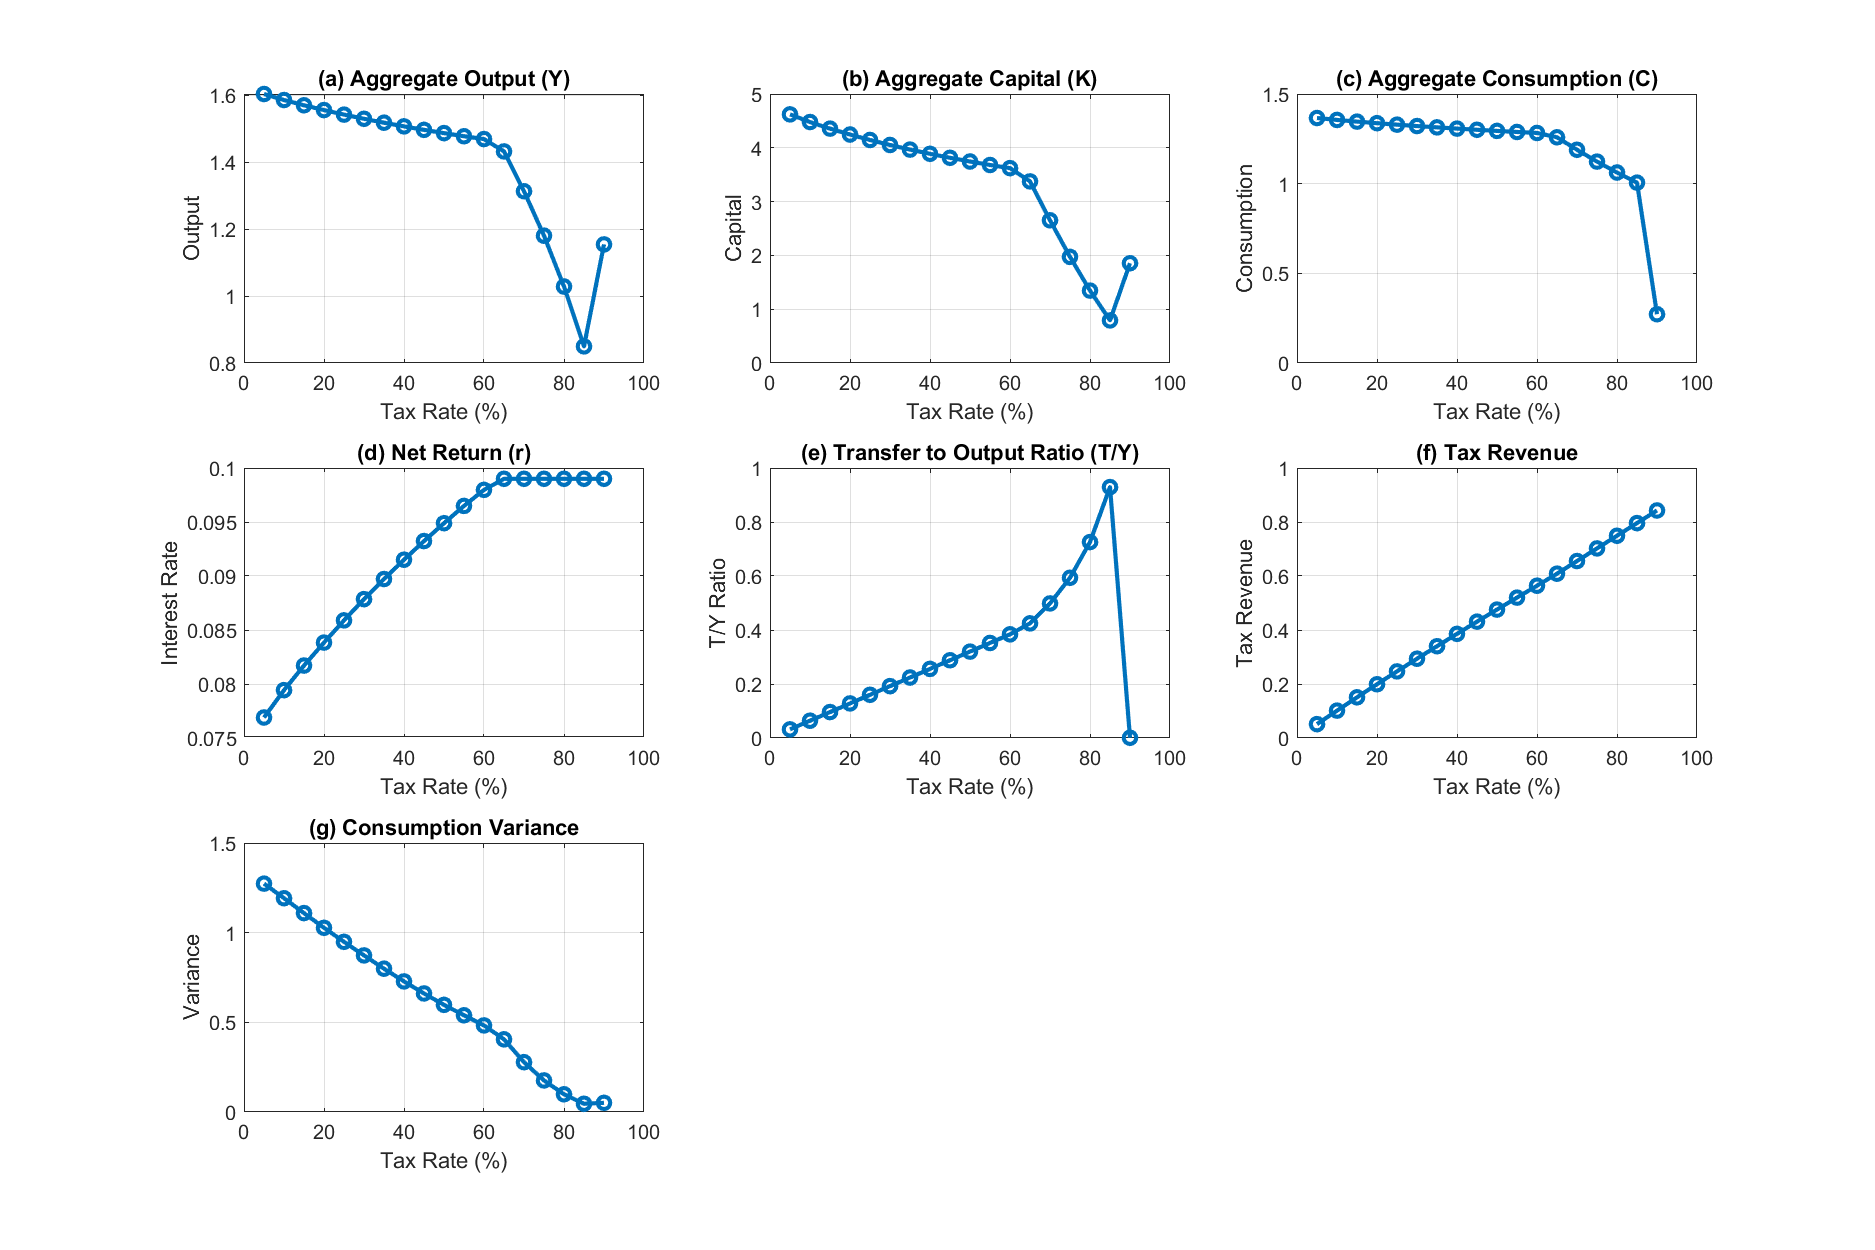 (a) Aggregate Output (Y)
1.6
1.4
1.2
1
0.8
Output
0 20 40 60 80 100
Tax Rate (%)
(b) Aggregate Capital (K)
5
4
3
2
1
0
Capital
0 20 40 60 80 100
Tax Rate (%)
(c) Aggregate Consumption (C)
1.5
1
0.5
0
Consumption
0 20 40 60 80 100
Tax Rate (%)
(d) Net Return (r)
0.1
0.095
0.09
0.085
0.08
0.075
Interest Rate
0 20 40 60 80 100
Tax Rate (%)
(e) Transfer to Output Ratio (T/Y)
1
0.8
0.6
0.4
0.2
0
T/Y Ratio
0 20 40 60 80 100
Tax Rate (%)
(f) Tax Revenue
1
0.8
0.6
0.4
0.2
0
Tax Revenue
0 20 40 60 80 100
Tax Rate (%)
(g) Consumption Variance
1.5
1
0.5
0
Variance
0 20 40 60 80 100
Tax Rate (%)